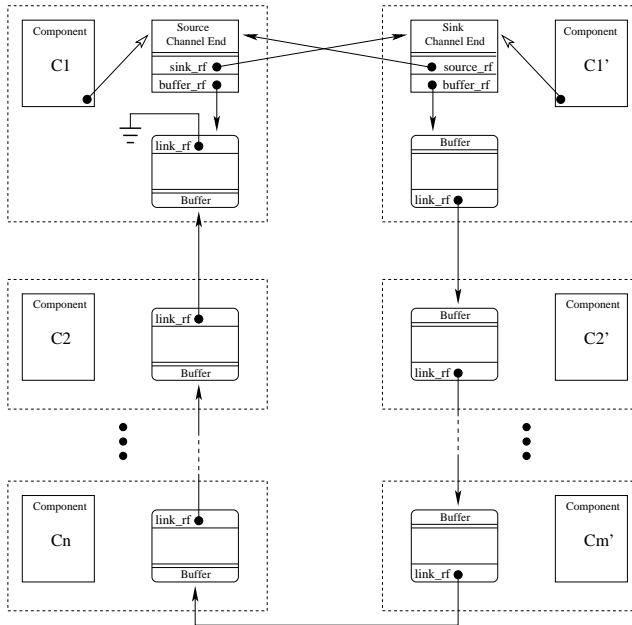 Component
C1
Source
Channel End
sink_rf
buffer_rf
link_rf
Buffer
Sink
Channel End
source_rf
buffer_rf
Component
C1'
Buffer
link_rf
Component
C2
link_rf
Buffer
Buffer
link_rf
Component
C2'
Component
Cn
link_rf
Buffer
Buffer
link_rf
Component
Cm'